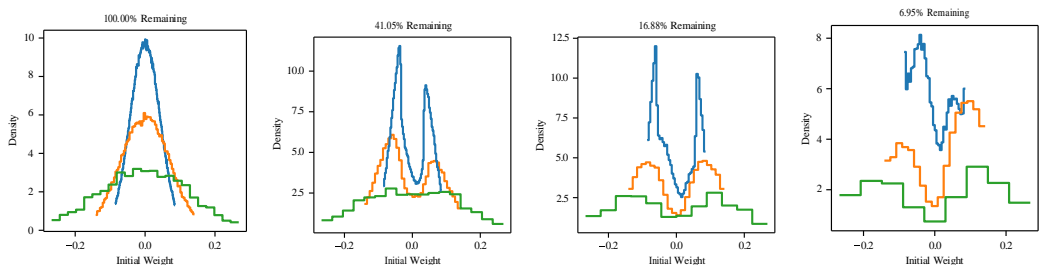 100.00% Remaining
10
8
6
4
2
0
Density
−0.2
0.0
0.2
Initial Weight
41.05% Remaining
10.0
7.5
5.0
2.5
Density
−0.2
0.0
0.2
Initial Weight
16.88% Remaining
12.5
10.0
7.5
5.0
2.5
Density
−0.2
0.0
0.2
Initial Weight
6.95% Remaining
8
6
4
2
Density
−0.2
0.0
0.2
Initial Weight